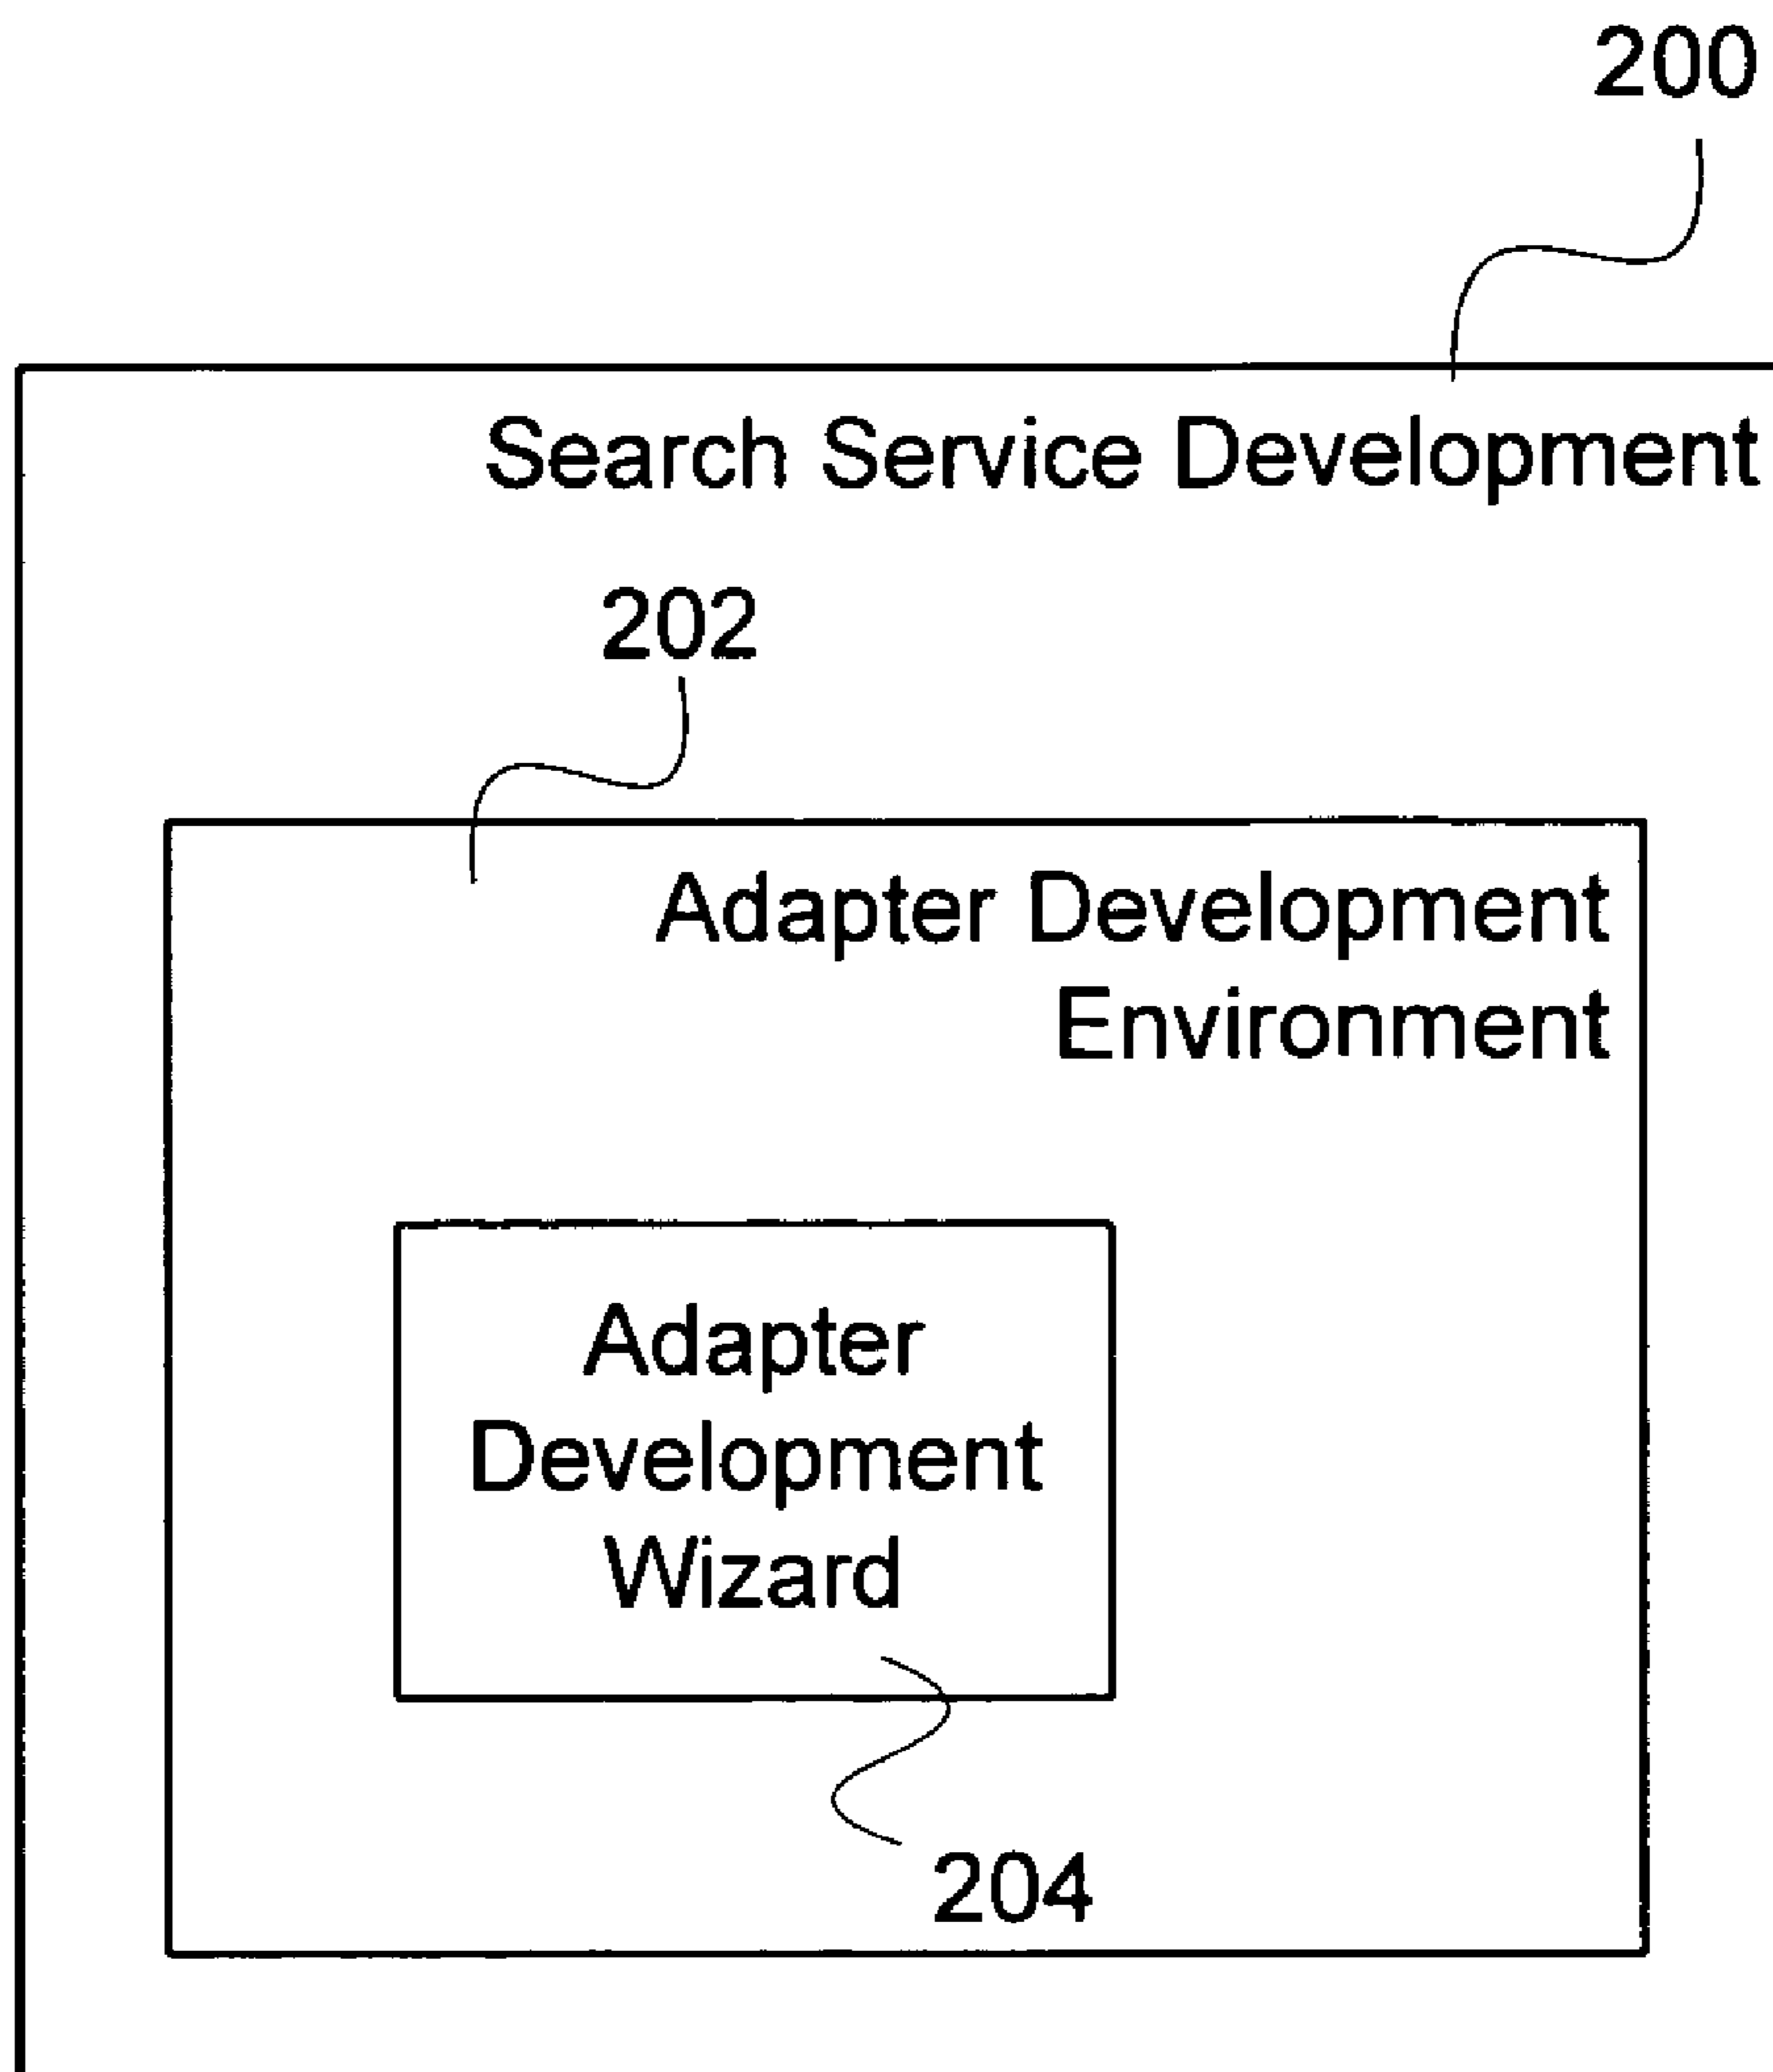 200
Search Service Development
202
Adapter Development
Environment
Adapter
Development
Wizard
204